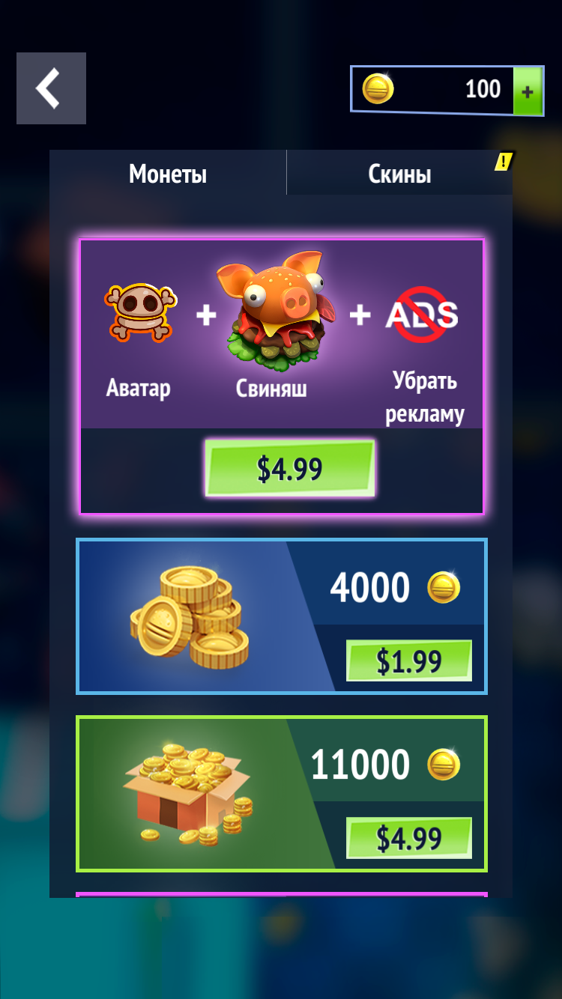 100
+
Монеты
Скины
!
+
+
ADS
Аватар
Свиняш
Убрать
рекламу
$4.99
4000
$1.99
11000
$4.99